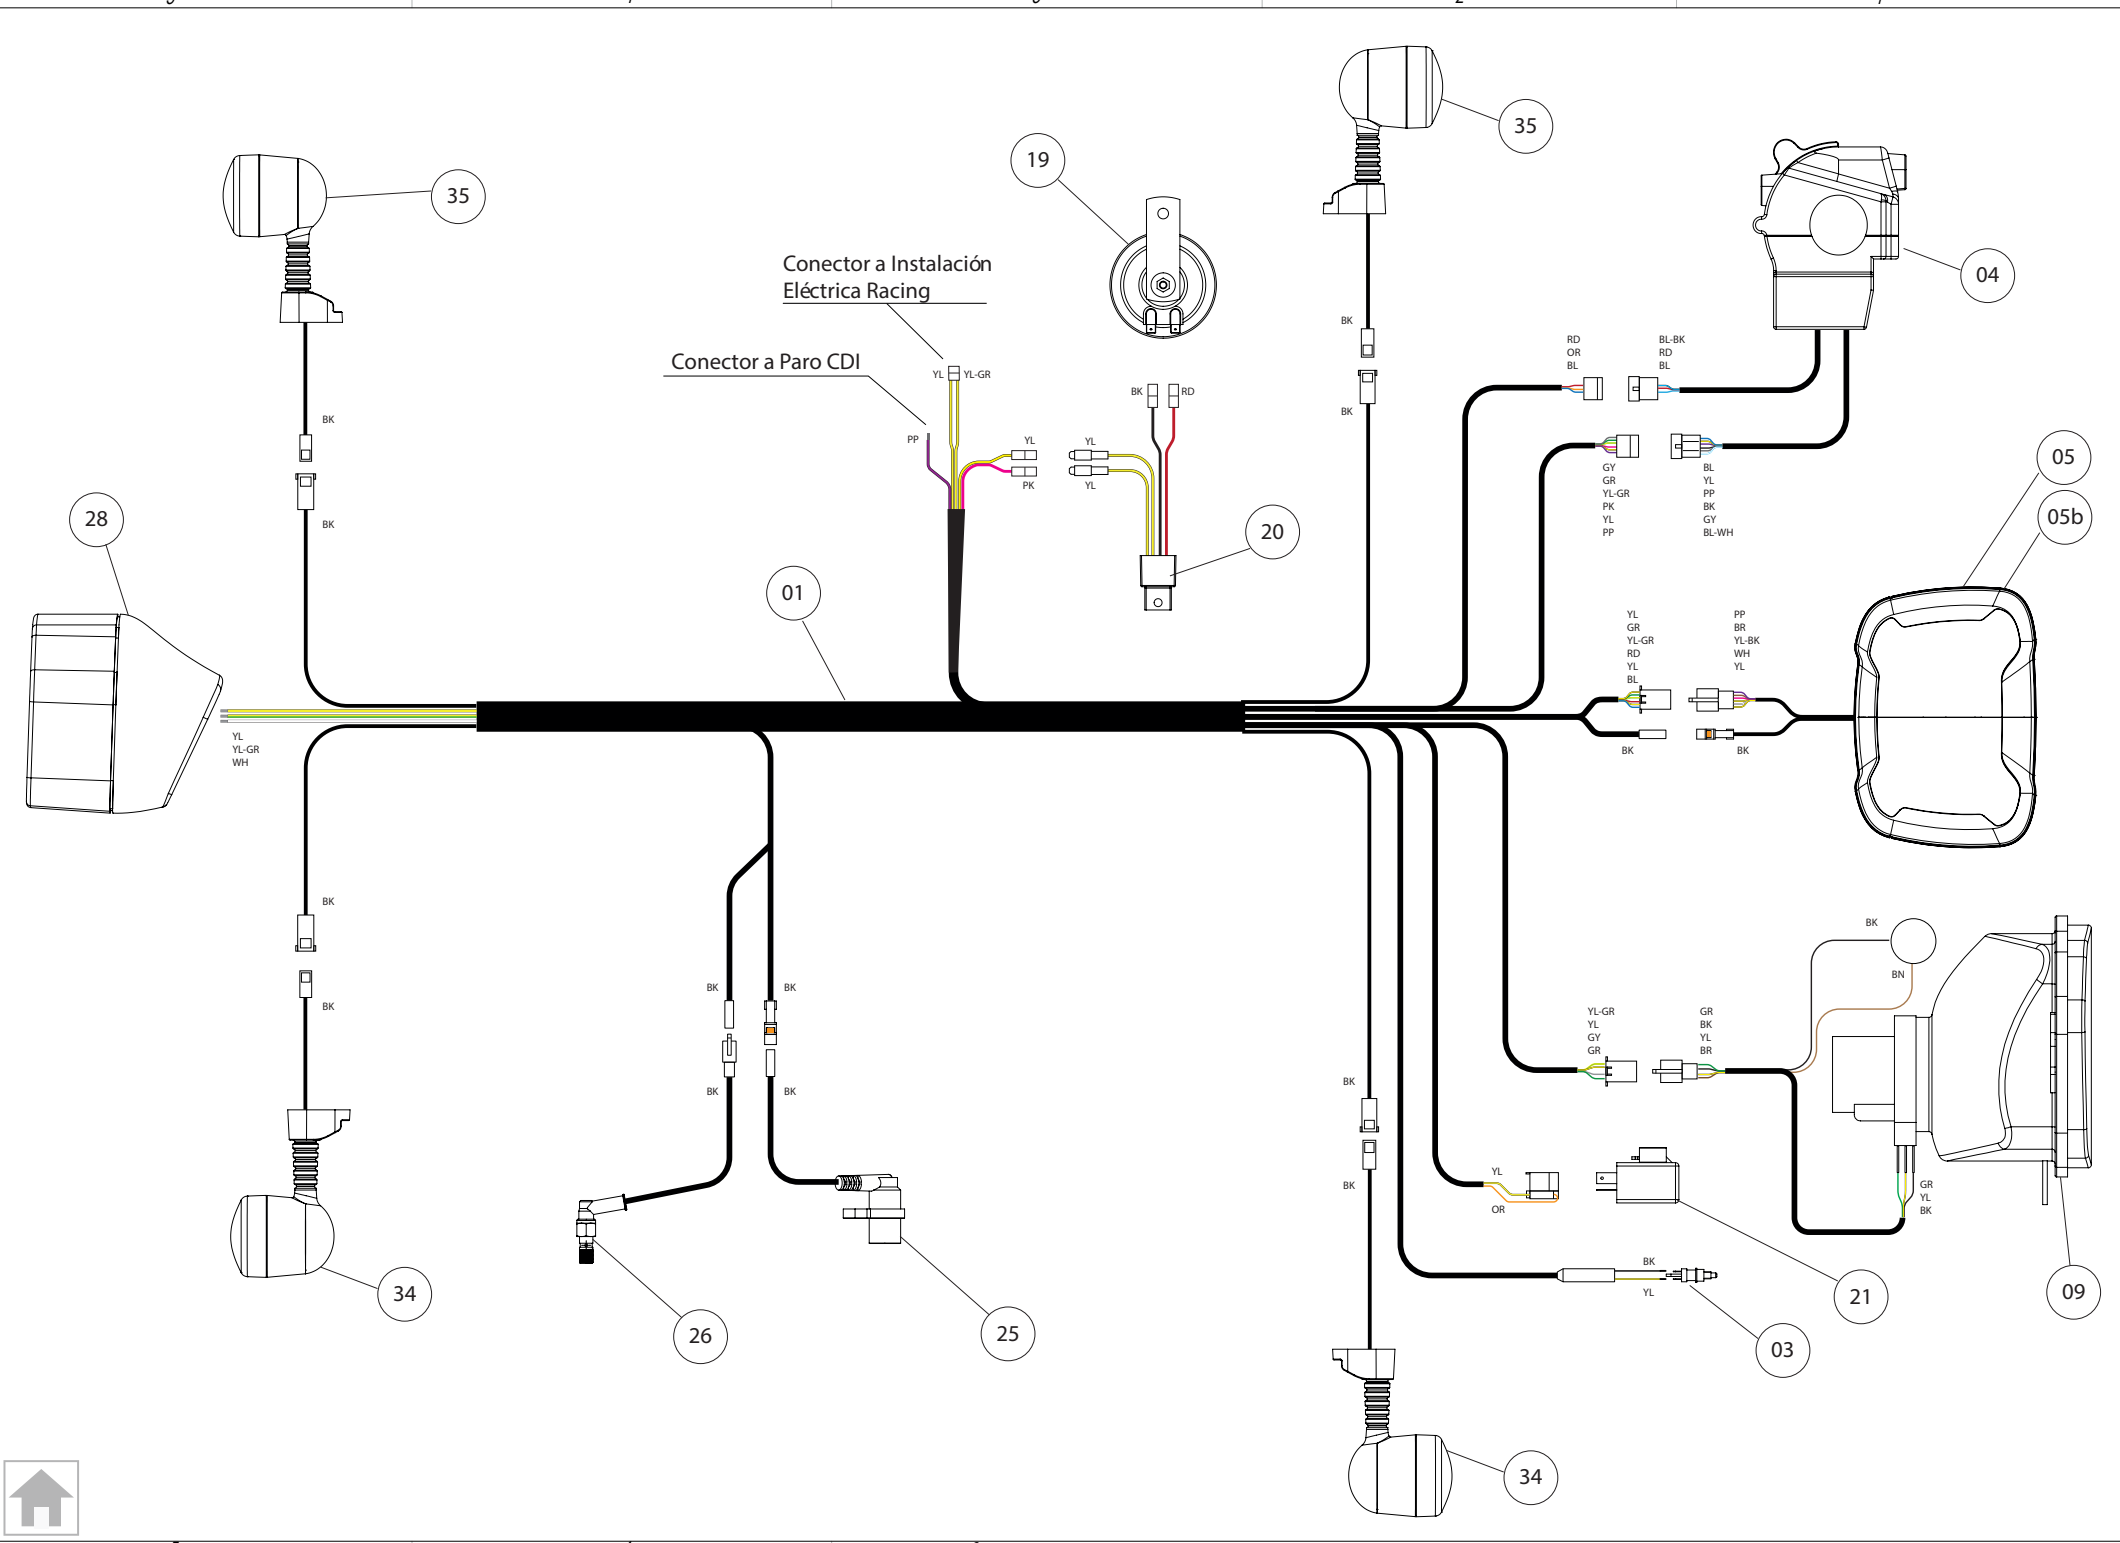 35
35
19
04
Conector a Instalación
Eléctrica Racing
Conector a Paro CDI
YL
YL-GR
PP
YL
PK
YL
YL
BK
RD
20
BK
BK
RD
OR
BL
BL-BK
RD
BL
GY
GR
YL-GR
PK
YL
PP
BL
YL
PP
BK
GY
BL-WH
05
05b
BK
BK
28
01
YL
YL-GR
WH
YL
GR
YL-GR
RD
YL
BL
PP
BR
YL-BK
WH
YL
BK
BK
BK
BK
BK
BK
BK
BK
BK
BN
YL-GR
YL
GY
GR
GR
BK
YL
BR
BK
BK
YL
OR
GR
YL
BK
BK
YL
34
26
25
21
09
03
34